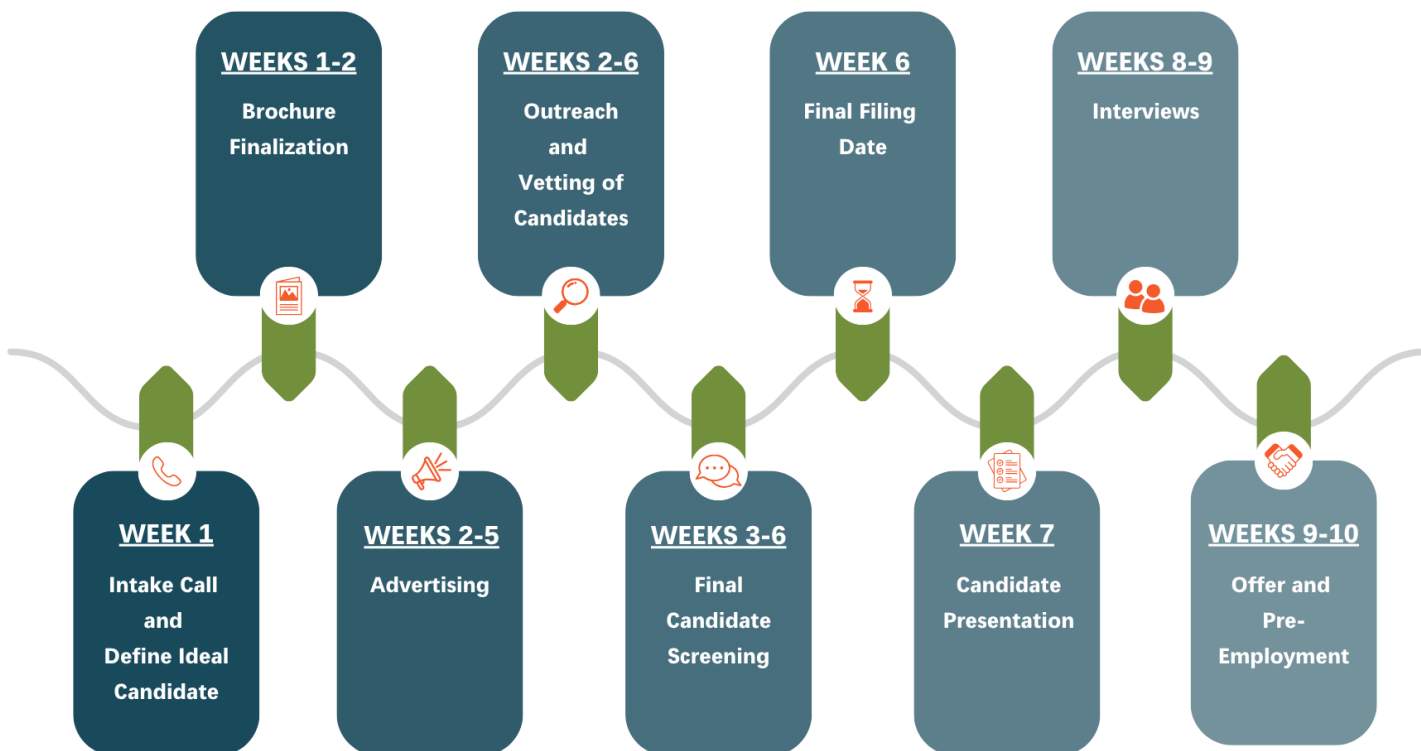 WEEKS 1-2
Brochure
Finalization
WEEKS 2-6
Outreach
and
Vetting of
Candidates
WEEK 6
Final Filing
Date
WEEKS 8-9
Interviews
WEEK 1
Intake Call
and
Define Ideal
Candidate
WEEKS 2-5
Advertising
WEEKS 3-6
Final
Candidate
Screening
WEEK 7
Candidate
Presentation
WEEKS 9-10
Offer and
Pre-
Employment